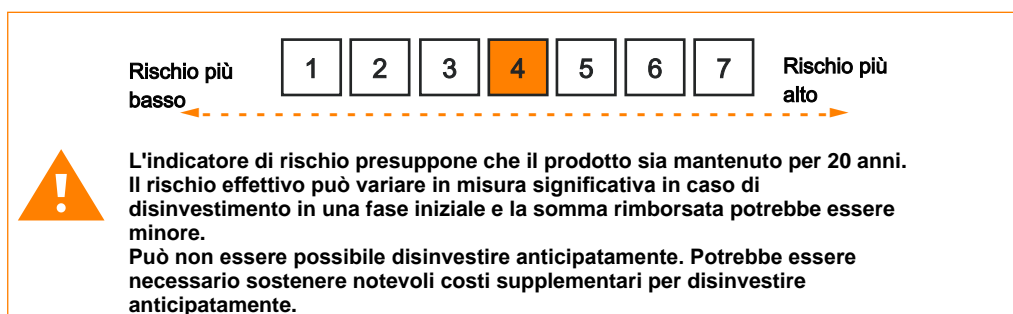 Rischio più
basso
1 2 3 4 5 6 7
Rischio più
alto
!
L'indicatore di rischio presuppone che il prodotto sia mantenuto per 20 anni.
Il rischio effettivo può variare in misura significativa in caso di
disinvestimento in una fase iniziale e la somma rimborsata potrebbe essere
minore.
Può non essere possibile disinvestire anticipatamente. Potrebbe essere
necessario sostenere notevoli costi supplementari per disinvestire
anticipatamente.